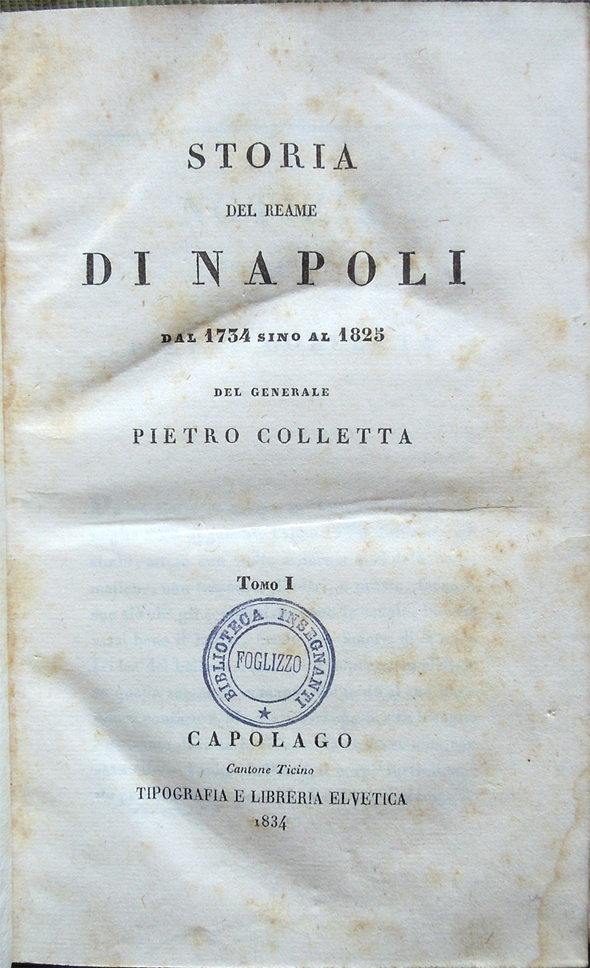 STORIA
DEL REAME
DI NAPOLI
DAL 1734 SINO AL 1825
DEL GENERALE
PIETRO COLLETTA
TOMO I
BIBLIOTECA INSEGNANTI
FOGLIZZO
CAPOLAGO
Cantone Ticino
TIPOGRAFIA E LIBRERIA ELVETICA
1834